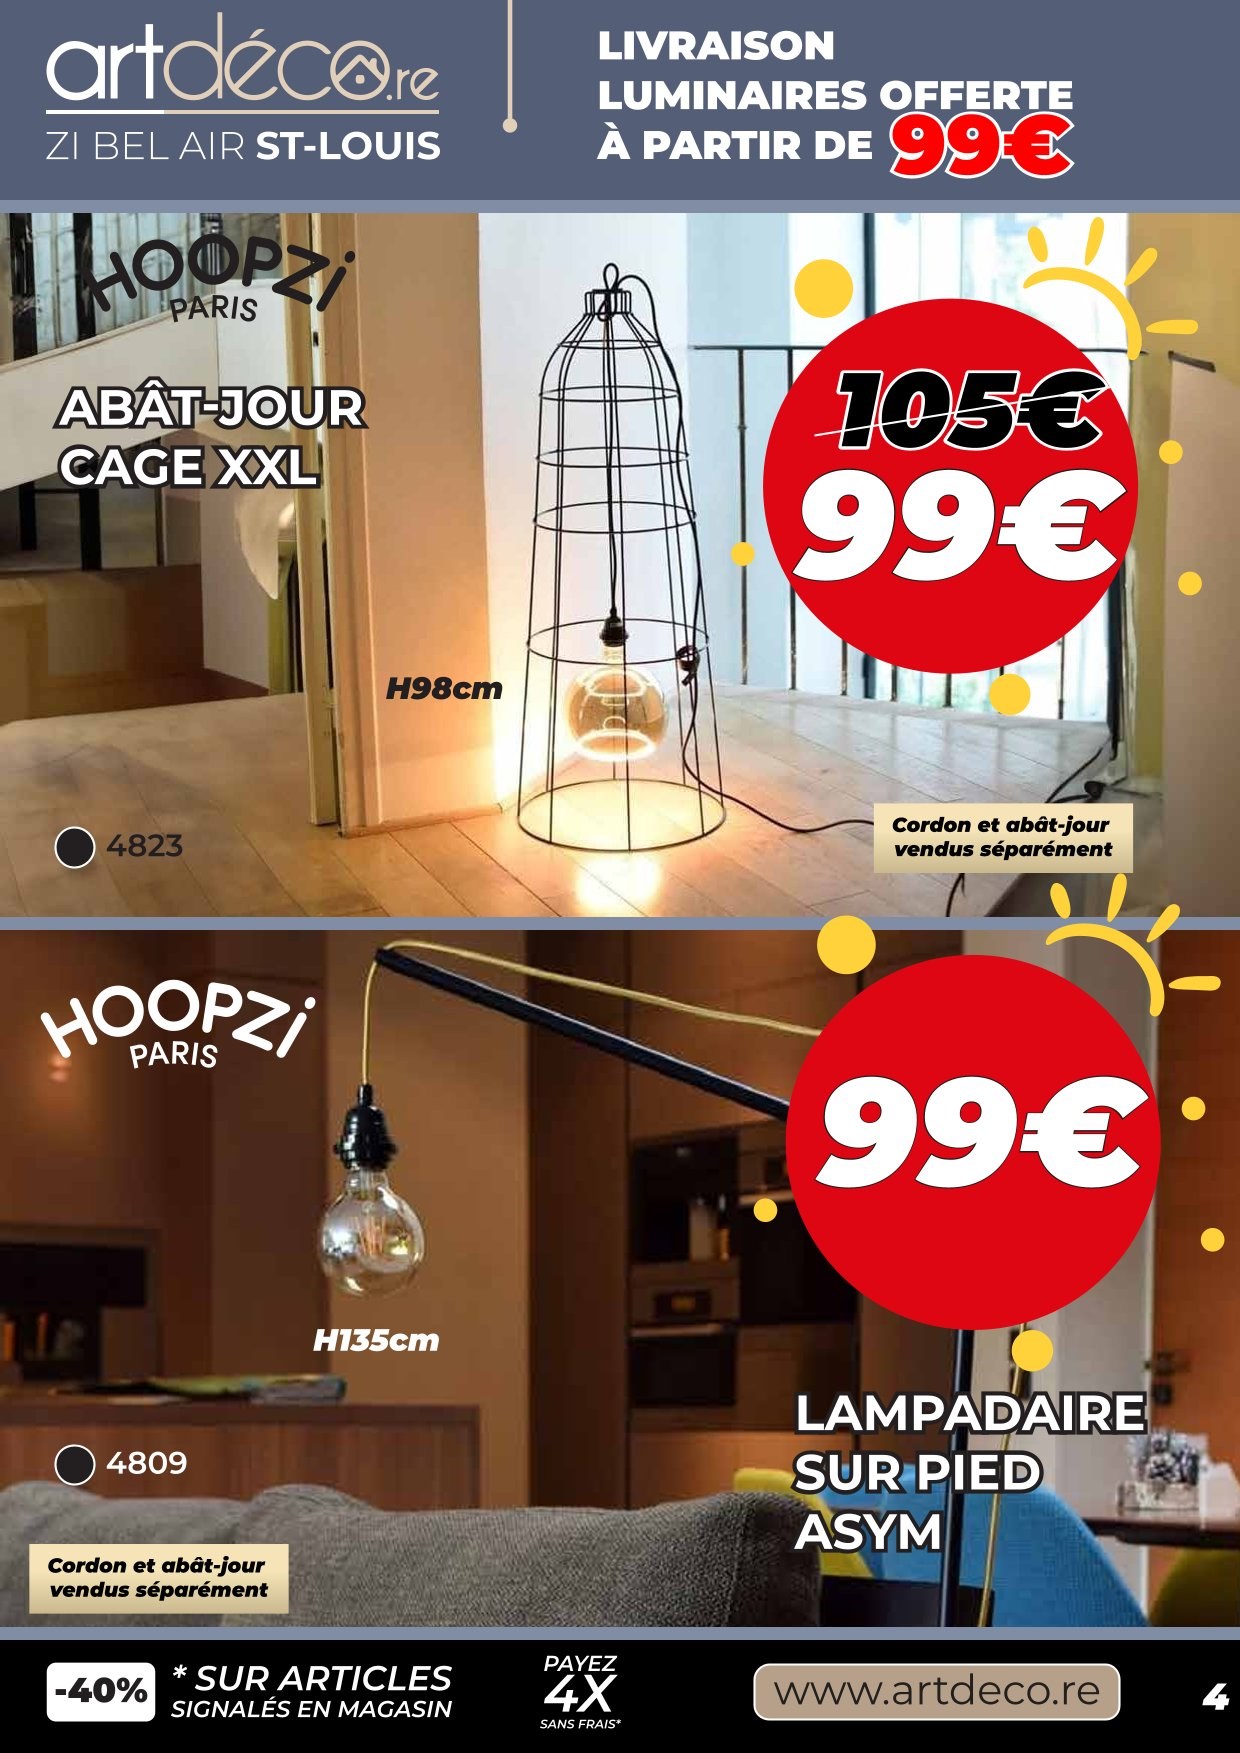 artdéco.re
ZI BEL AIR ST-LOUIS
LIVRAISON
LUMINAIRES OFFERTE
À PARTIR DE 99€
HOOPZi
PARIS
ABÂT-JOUR
CAGE XXL
105€
99€
H98cm
4823
Cordon et abât-jour
vendus séparément
HOOPZi
PARIS
99€
H135cm
LAMPADAIRE
SUR PIED
ASYM
4809
Cordon et abât-jour
vendus séparément
-40% * SUR ARTICLES
SIGNALÉS EN MAGASIN
PAYEZ
4X
SANS FRAIS*
www.artdeco.re
4